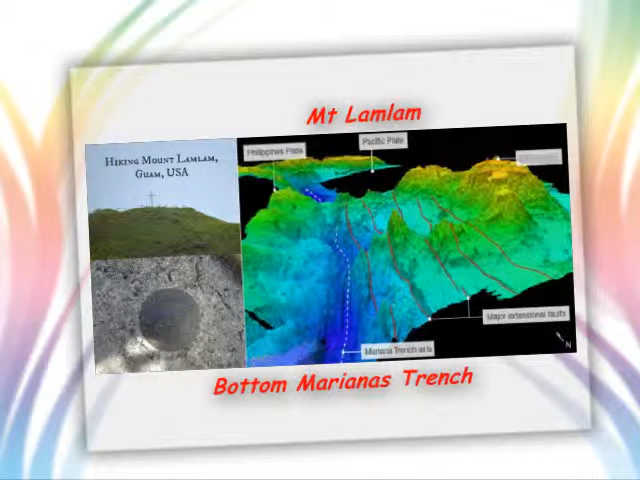 Mt Lamlam
Hiking Mount Lamlam,
Guam, USA
Philippines Plate
Pacific Plate
Major extensional faults
Mariana Trench axis
N
Bottom Marianas Trench